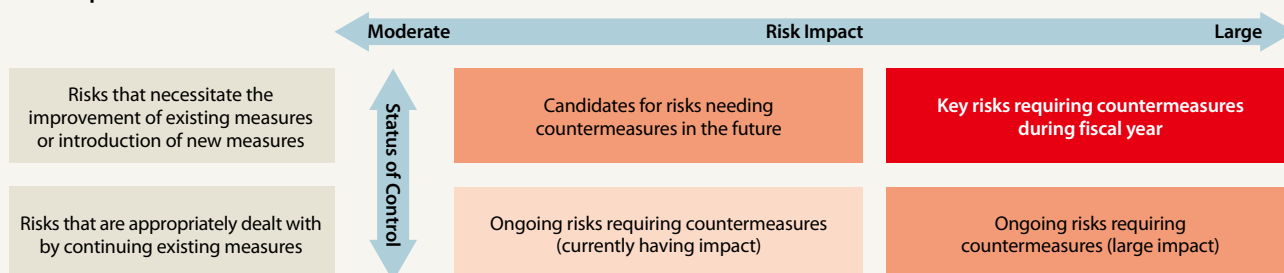 Moderate
Risk Impact
Large
Risks that necessitate the
improvement of existing measures
or introduction of new measures
Status of Control
Candidates for risks needing
countermeasures in the future
Key risks requiring countermeasures
during fiscal year
Risks that are appropriately dealt with
by continuing existing measures
Ongoing risks requiring countermeasures
(currently having impact)
Ongoing risks requiring
countermeasures (large impact)